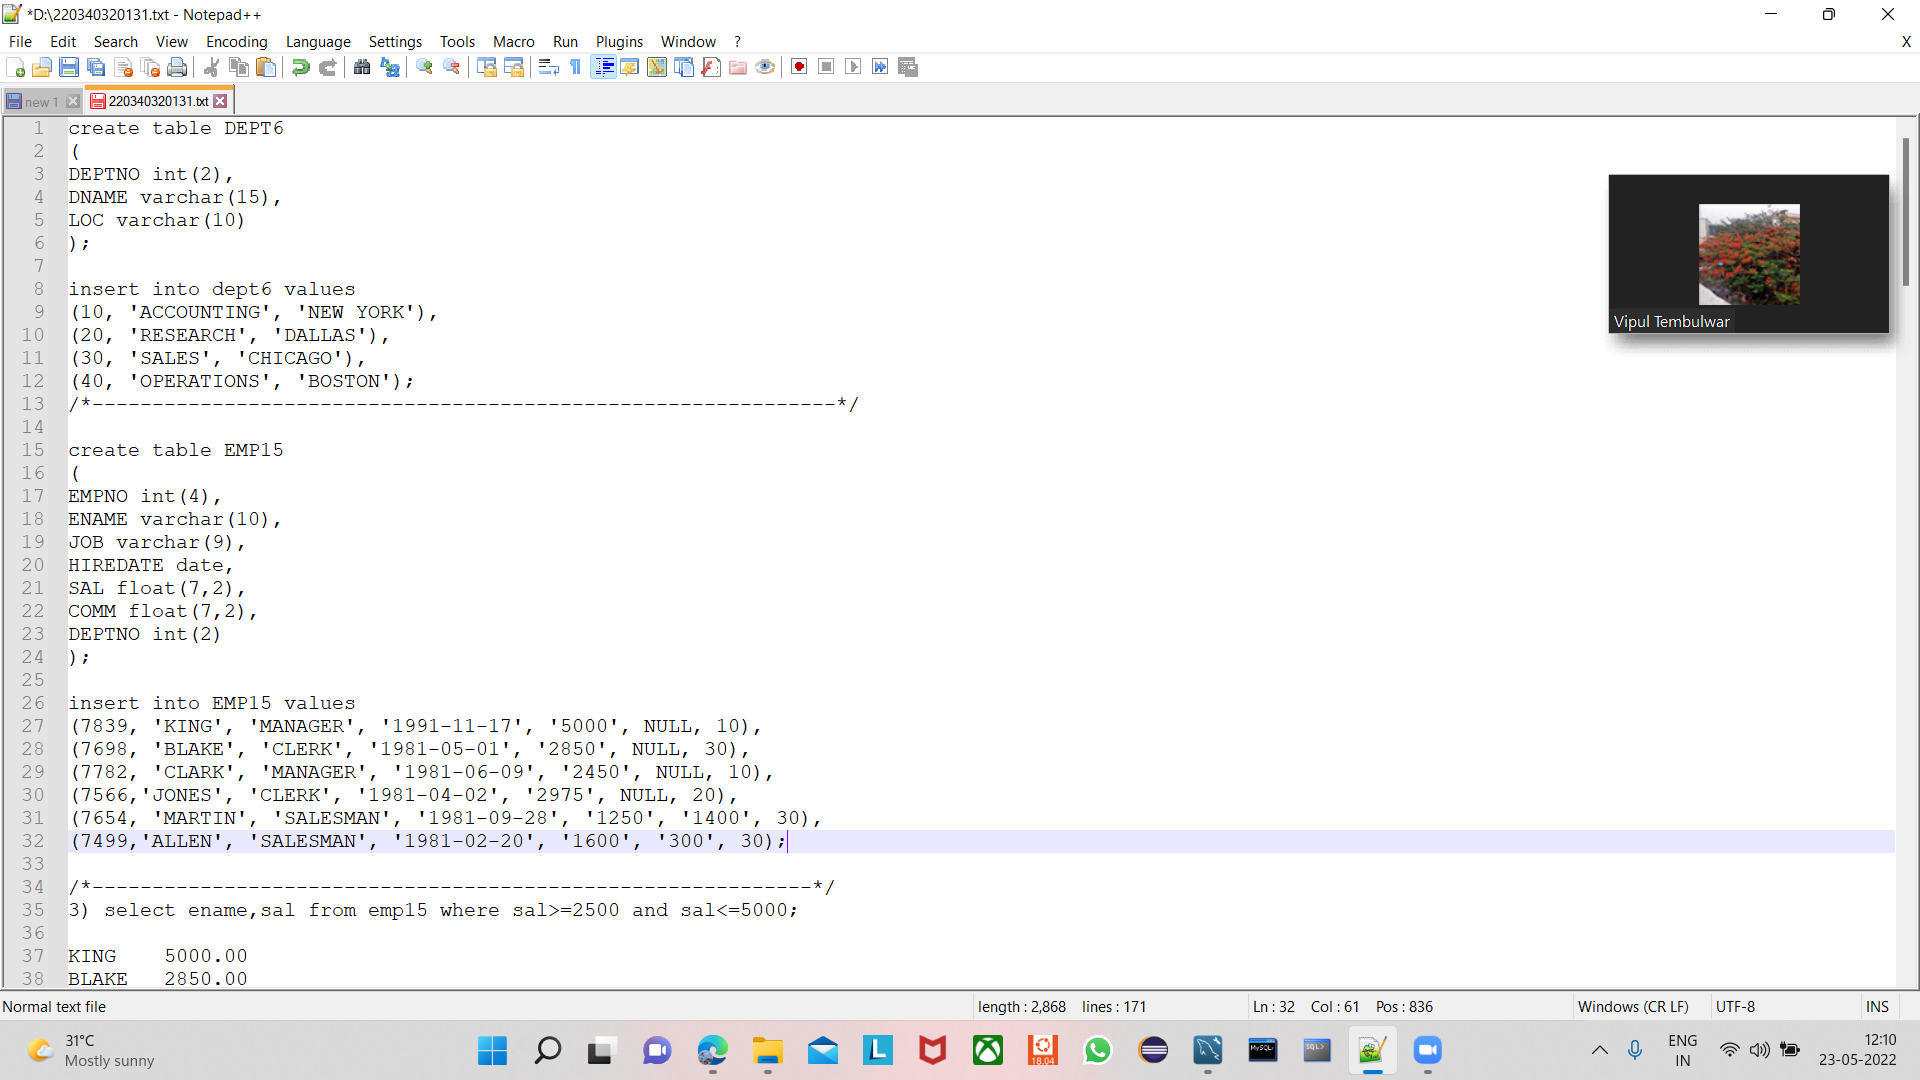 *D:\220340320131.txt - Notepad++
File Edit Search View Encoding Language Settings Tools Macro Run Plugins Window ? X
new 1 220340320131.txt
1 create table DEPT6
2 (
3 DEPTNO int(2),
4 DNAME varchar(15),
5 LOC varchar(10)
6 );
7
8 insert into dept6 values
9 (10, 'ACCOUNTING', 'NEW YORK'),
10 (20, 'RESEARCH', 'DALLAS'),
11 (30, 'SALES', 'CHICAGO'),
12 (40, 'OPERATIONS', 'BOSTON');
13 /*--------------------------------------------------------------*/
14
15 create table EMP15
16 (
17 EMPNO int(4),
18 ENAME varchar(10),
19 JOB varchar(9),
20 HIREDATE date,
21 SAL float(7,2),
22 COMM float(7,2),
23 DEPTNO int(2)
24 );
25
26 insert into EMP15 values
27 (7839, 'KING', 'MANAGER', '1991-11-17', '5000', NULL, 10),
28 (7698, 'BLAKE', 'CLERK', '1981-05-01', '2850', NULL, 30),
29 (7782, 'CLARK', 'MANAGER', '1981-06-09', '2450', NULL, 10),
30 (7566,'JONES', 'CLERK', '1981-04-02', '2975', NULL, 20),
31 (7654, 'MARTIN', 'SALESMAN', '1981-09-28', '1250', '1400', 30),
32 (7499,'ALLEN', 'SALESMAN', '1981-02-20', '1600', '300', 30);
33
34 /*------------------------------------------------------------*/
35 3) select ename,sal from emp15 where sal>=2500 and sal<=5000;
36
37 KING 5000.00
38 BLAKE 2850.00
Vipul Tembulwar
Normal text file length : 2,868 lines : 171 Ln : 32 Col : 61 Pos : 836 Windows (CR LF) UTF-8 INS
31°C
Mostly sunny
L
18.04
MySQL
SQL>
ENG
IN
12:10
23-05-2022